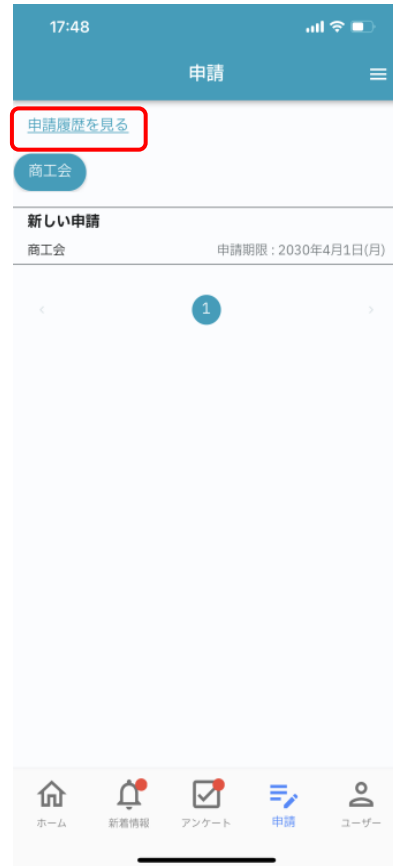 17:48
申請
申請履歴を見る
商工会
新しい申請
商工会 申請期限 : 2030年4月1日(月)
‹ 1 ›
ホーム 新着情報 アンケート 申請 ユーザー